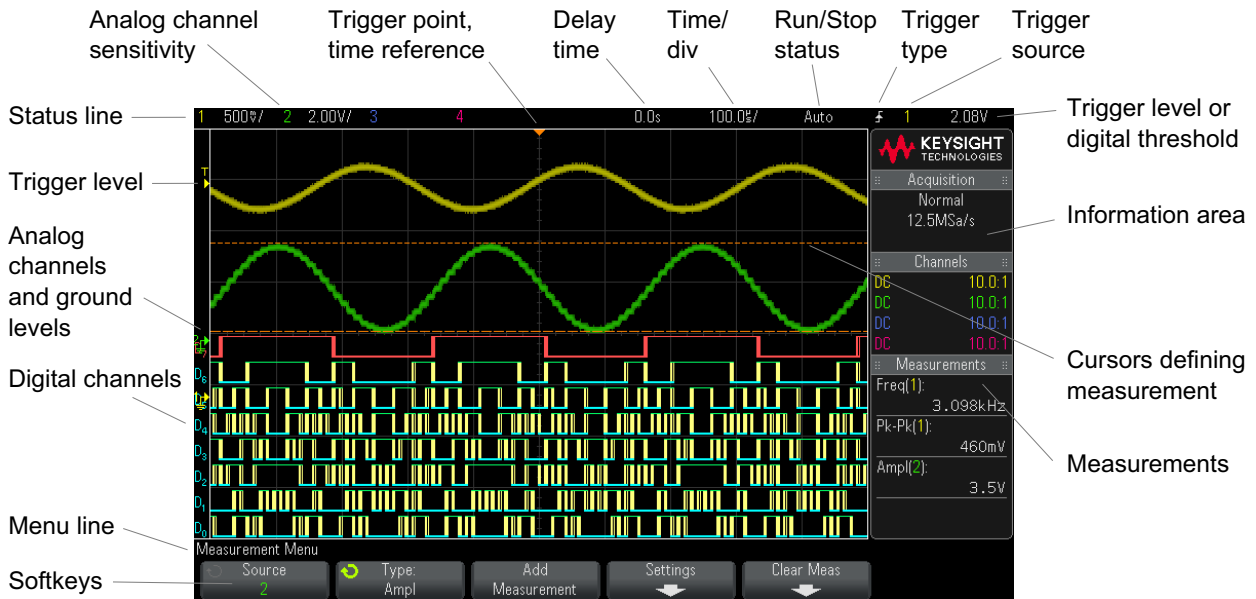 Analog channel
sensitivity
Trigger point,
time reference
Delay
time
Time/
div
Run/Stop
status
Trigger
type
Trigger
source
Status line
1 500mV/ 2 2.00V/ 3 4 0.0s 100.0us/ Auto 1 2.08V
Trigger level or
digital threshold
KEYSIGHT
TECHNOLOGIES
Acquisition
Normal
12.5MSa/s
Information area
T
Trigger level
Analog
channels
and ground
levels
Channels
DC 10.0:1
DC 10.0:1
DC 10.0:1
DC 10.0:1
Cursors defining
measurement
Measurements
Freq(1):
3.098kHz
Pk-Pk(1):
460mV
Ampl(2):
3.5V
Measurements
Digital channels
D6
D4
D3
D2
D1
D0
Menu line
Measurement Menu
Softkeys
Source
2
Type:
Ampl
Add
Measurement
Settings
Clear Meas